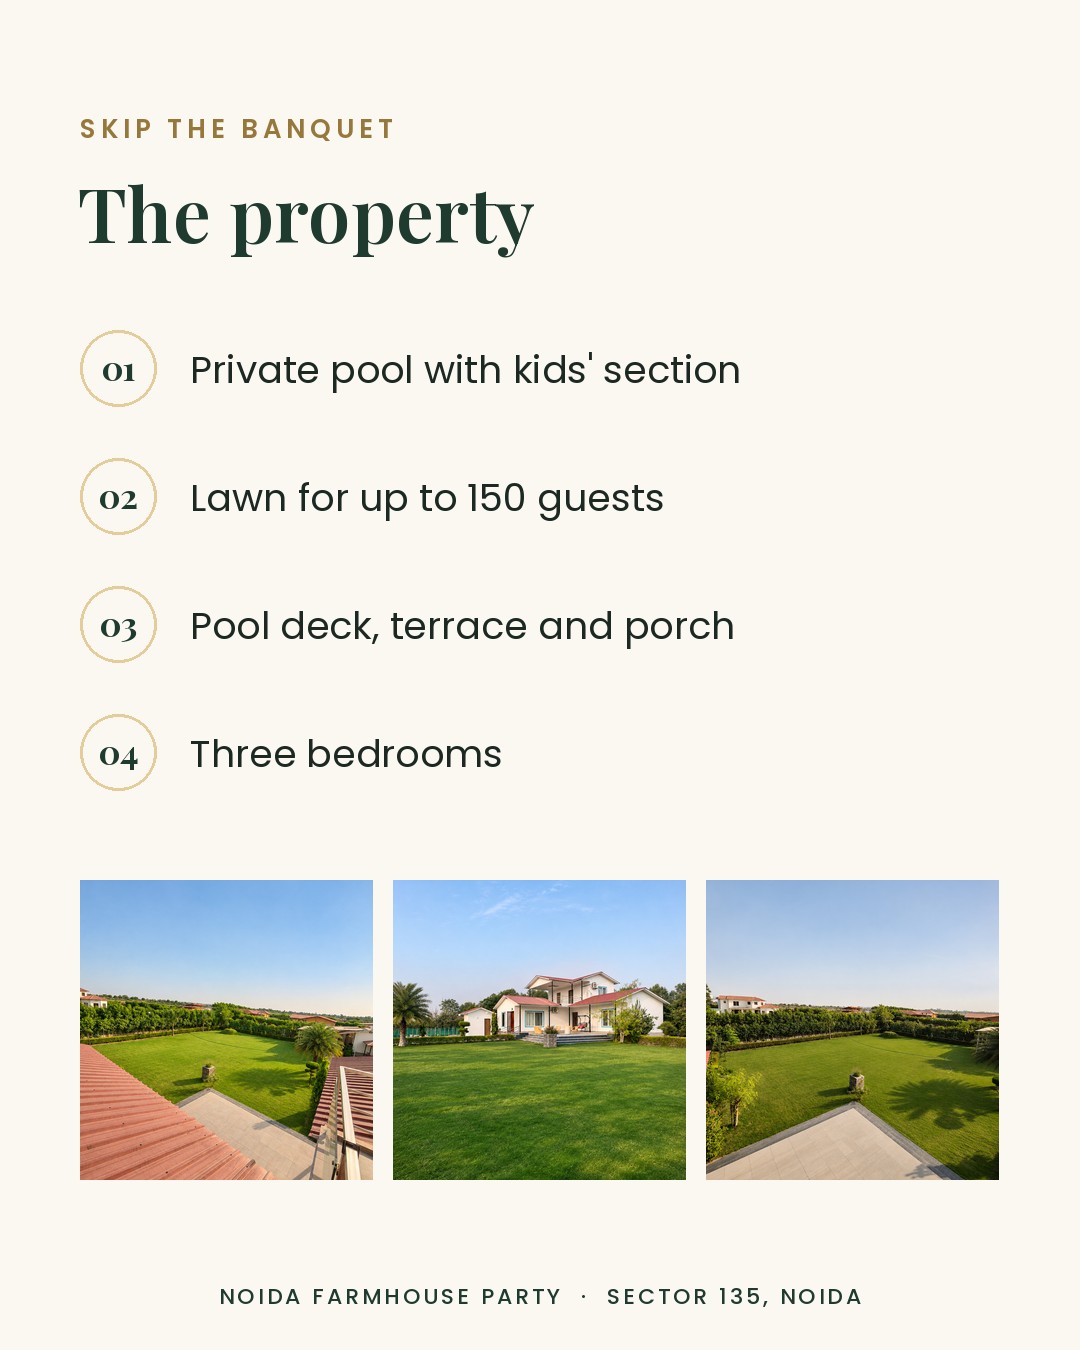 SKIP THE BANQUET
The property
01 Private pool with kids' section
02 Lawn for up to 150 guests
03 Pool deck, terrace and porch
04 Three bedrooms
NOIDA FARMHOUSE PARTY · SECTOR 135, NOIDA